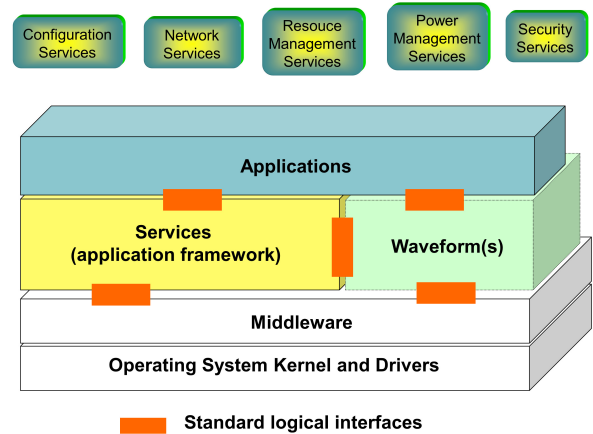 Configuration
Services
Network
Services
Resouce
Management
Services
Power
Management
Services
Security
Services
Applications
Services
(application framework)
Waveform(s)
Middleware
Operating System Kernel and Drivers
Standard logical interfaces